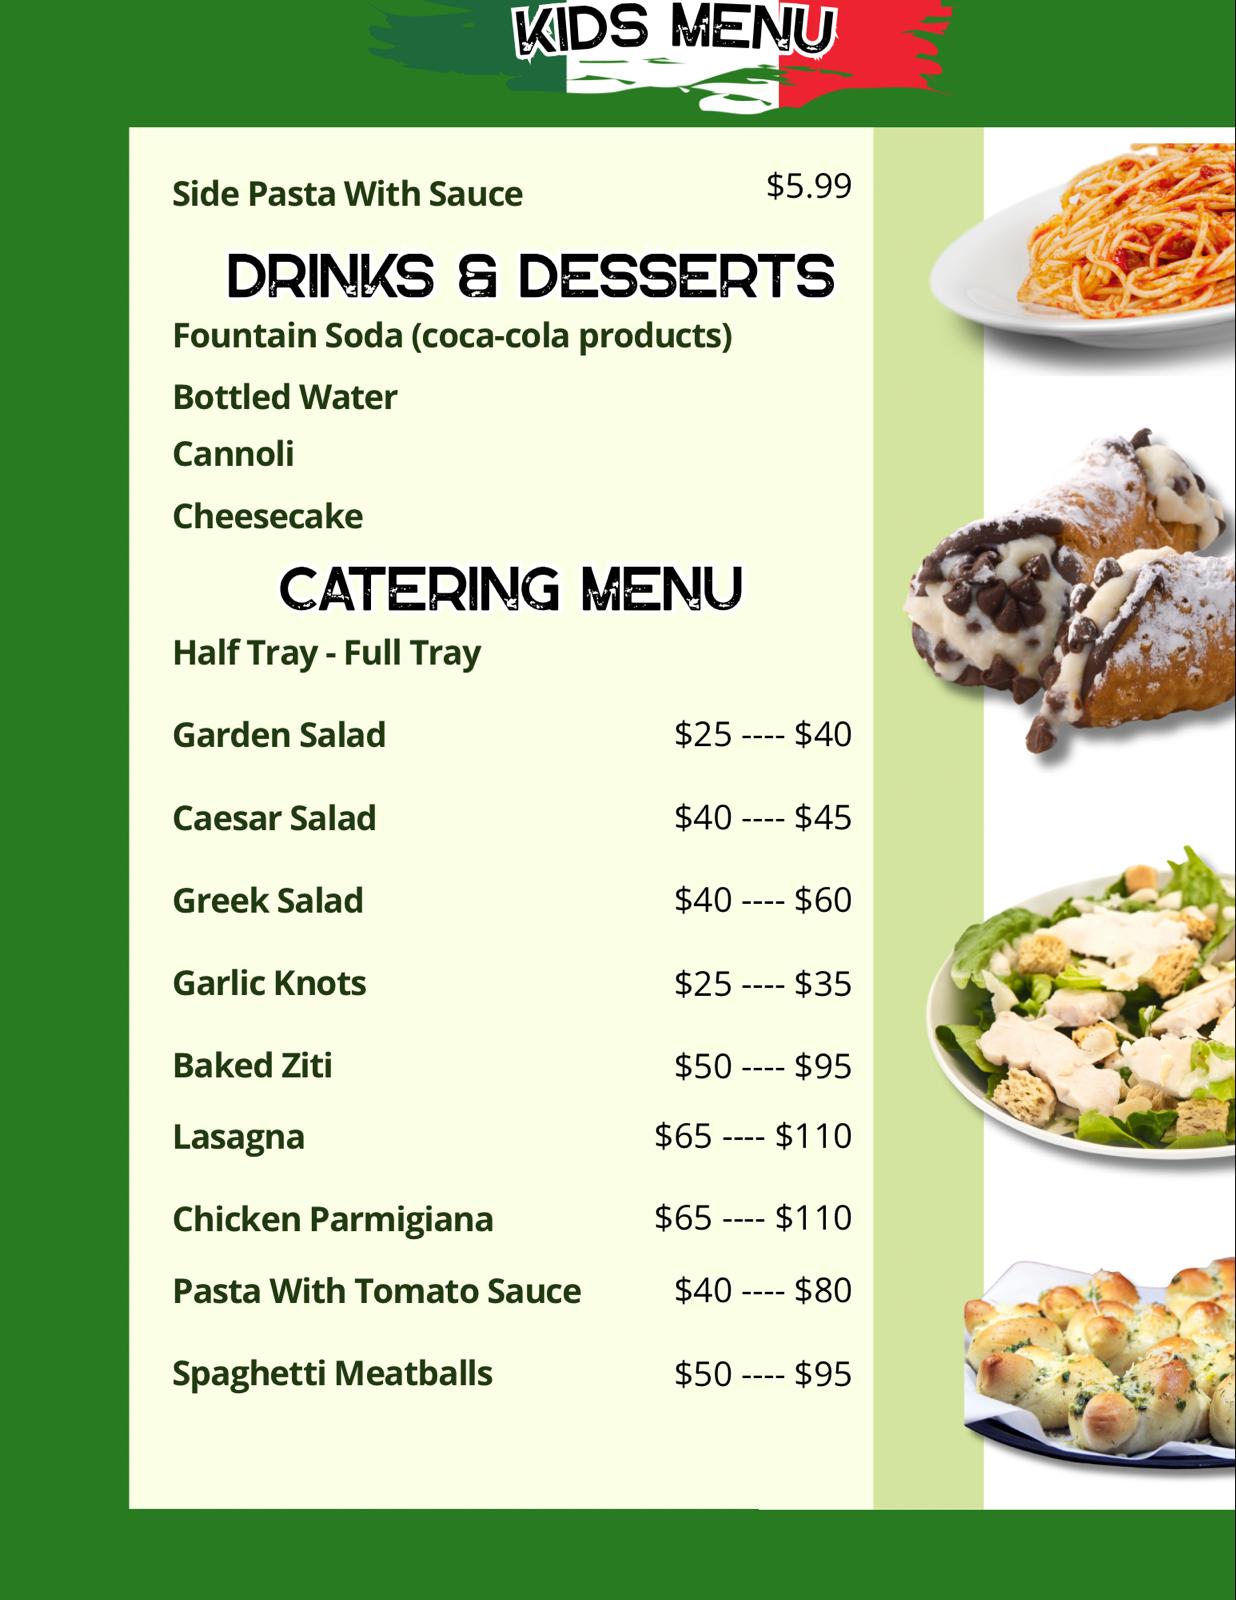 KIDS MENU
Side Pasta With Sauce $5.99
DRINKS & DESSERTS
Fountain Soda (coca-cola products)
Bottled Water
Cannoli
Cheesecake
CATERING MENU
Half Tray - Full Tray
Garden Salad $25 ---- $40
Caesar Salad $40 ---- $45
Greek Salad $40 ---- $60
Garlic Knots $25 ---- $35
Baked Ziti $50 ---- $95
Lasagna $65 ---- $110
Chicken Parmigiana $65 ---- $110
Pasta With Tomato Sauce $40 ---- $80
Spaghetti Meatballs $50 ---- $95